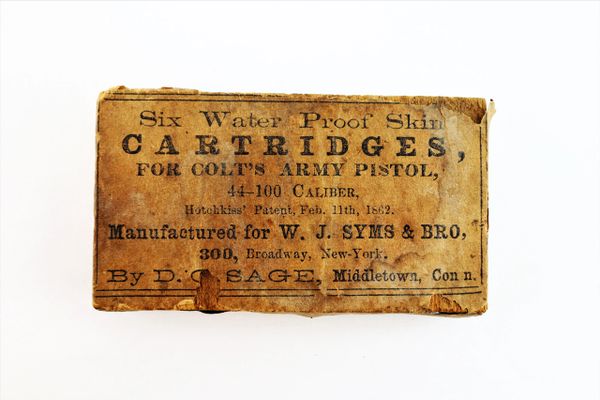 Six Water Proof Skin
CARTRIDGES,
FOR COLT'S ARMY PISTOL,
44-100 CALIBER,
Hotchkiss' Patent, Feb. 11th, 1862.
Manufactured for W. J. SYMS & BRO,
300, Broadway, New-York.
By D. C. SAGE, Middletown, Conn.